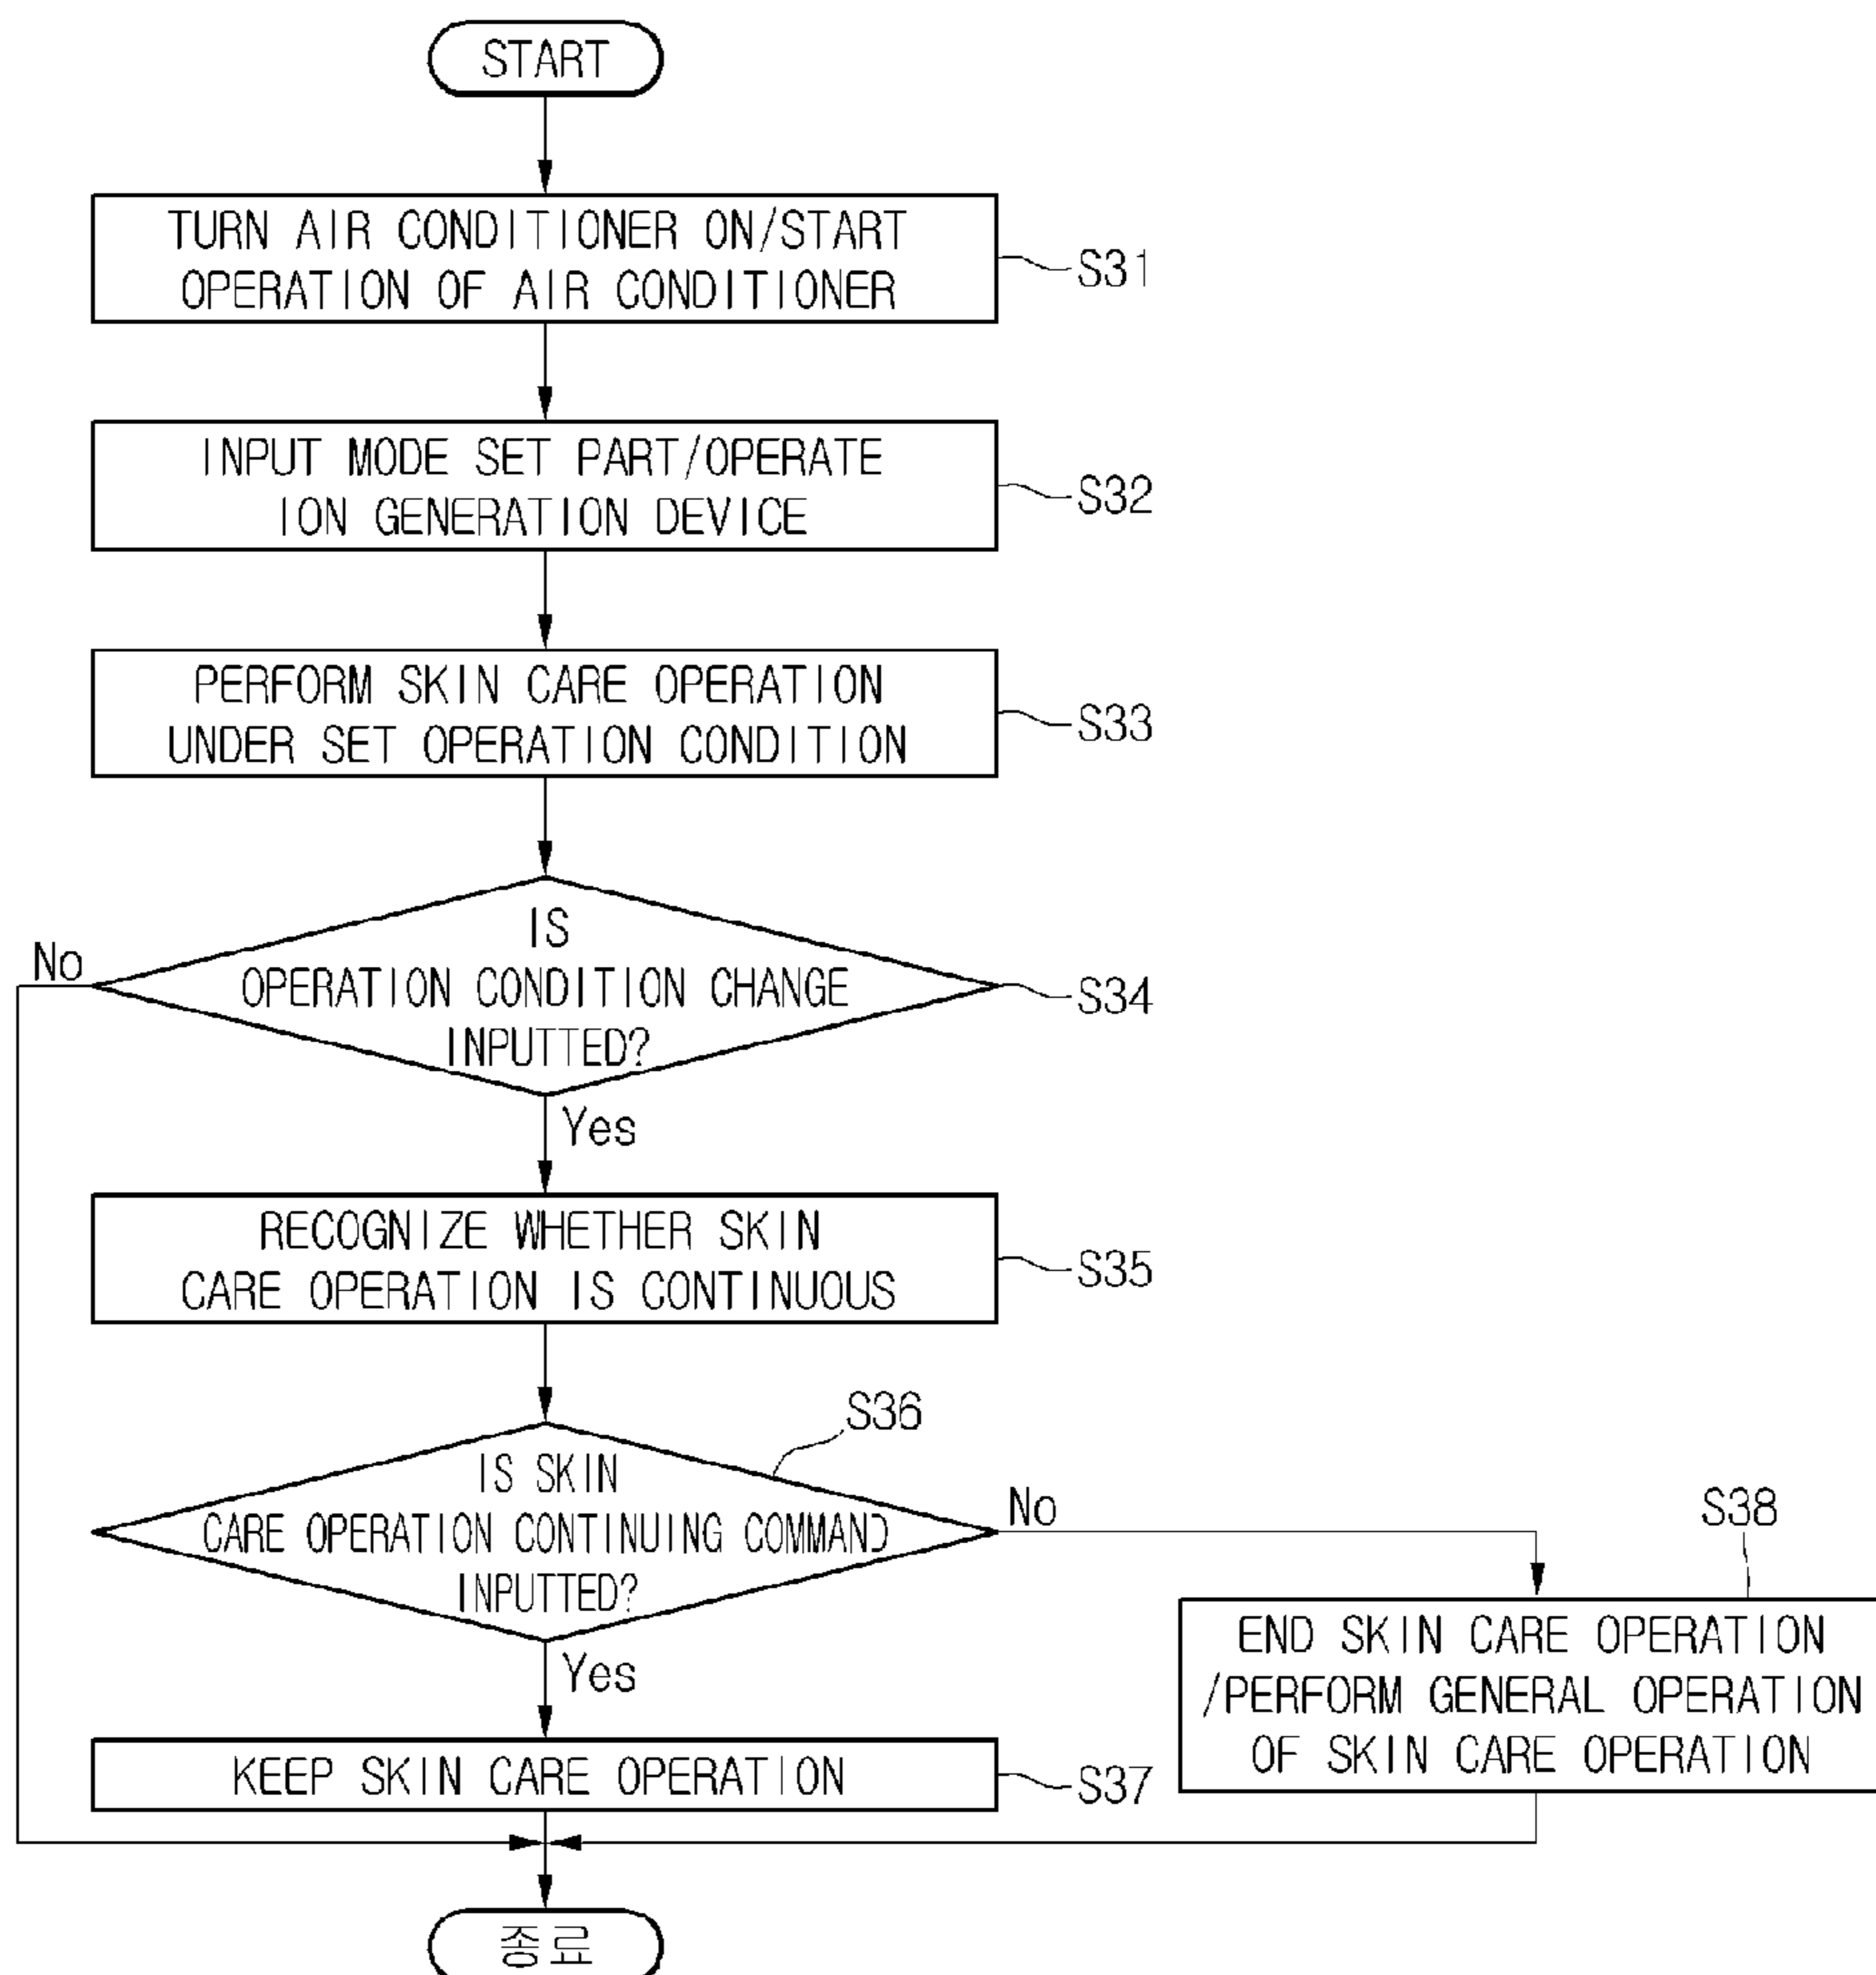 START
TURN AIR CONDITIONER ON/START
OPERATION OF AIR CONDITIONER
S31
INPUT MODE SET PART/OPERATE
ION GENERATION DEVICE
S32
PERFORM SKIN CARE OPERATION
UNDER SET OPERATION CONDITION
S33
IS
OPERATION CONDITION CHANGE
INPUTTED?
S34
No
Yes
RECOGNIZE WHETHER SKIN
CARE OPERATION IS CONTINUOUS
S35
S36
IS SKIN
CARE OPERATION CONTINUING COMMAND
INPUTTED?
No
Yes
S38
END SKIN CARE OPERATION
/PERFORM GENERAL OPERATION
OF SKIN CARE OPERATION
KEEP SKIN CARE OPERATION
S37
종료